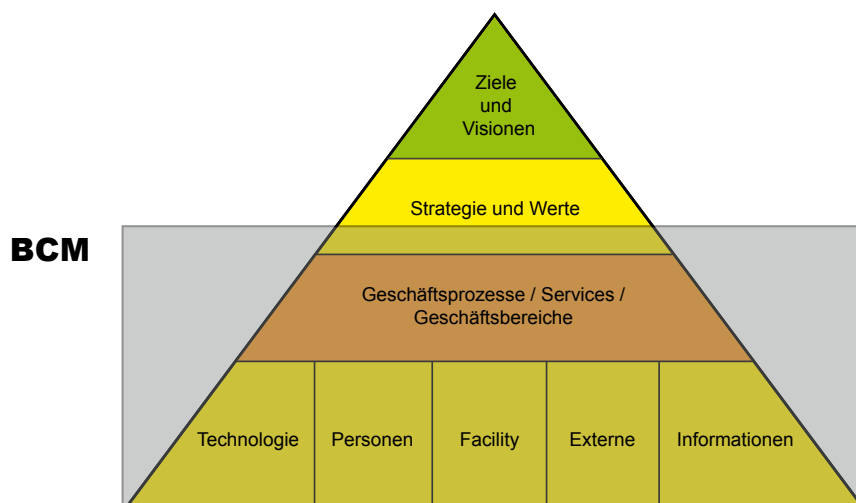 Ziele
und
Visionen
Strategie und Werte
BCM
Geschäftsprozesse / Services /
Geschäftsbereiche
Technologie
Personen
Facility
Externe
Informationen